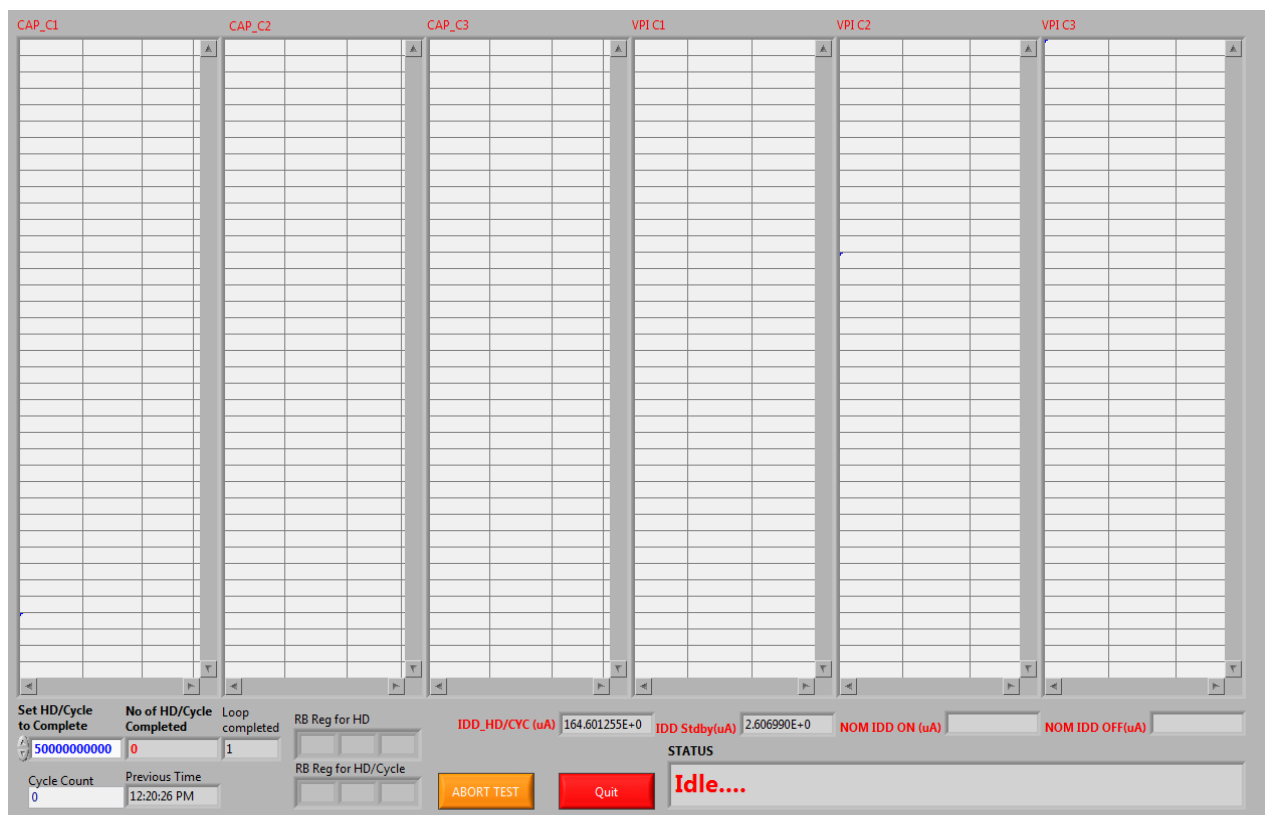 CAP_C1 CAP_C2 CAP_C3 VPI C1 VPI C2 VPI C3
Set HD/Cycle
to Complete
50000000000
No of HD/Cycle
Completed
0
Loop
completed
1
RB Reg for HD
IDD_HD/CYC (uA) 164.601255E+0
IDD Stdby(uA) 2.606990E+0
NOM IDD ON (uA)
NOM IDD OFF(uA)
Cycle Count
0
Previous Time
12:20:26 PM
RB Reg for HD/Cycle
ABORT TEST
Quit
STATUS
Idle....